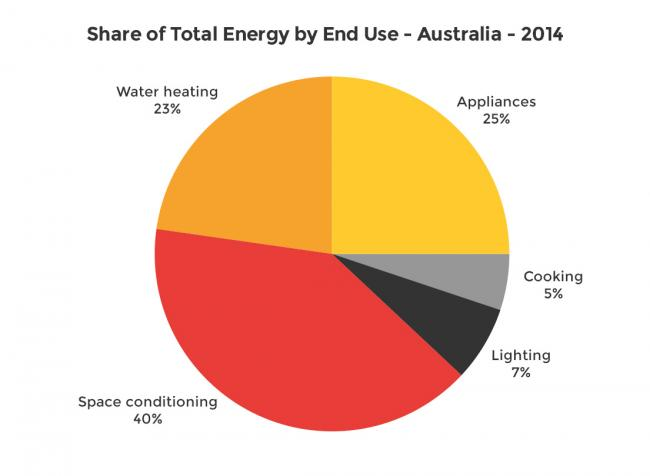 Share of Total Energy by End Use - Australia - 2014
Water heating
23%
Appliances
25%
Cooking
5%
Lighting
7%
Space conditioning
40%